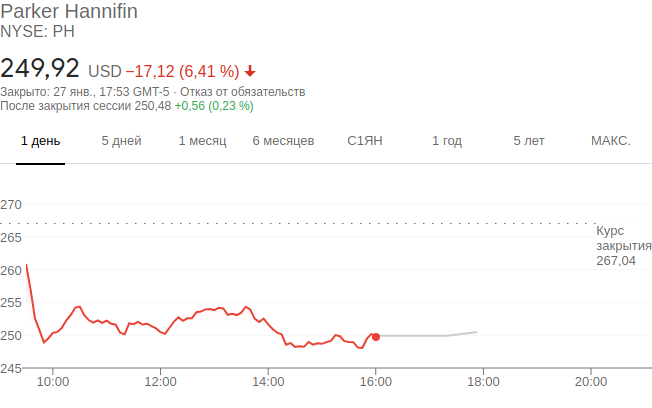 Parker Hannifin
NYSE: PH
249,92 USD −17,12 (6,41 %)
Закрыто: 27 янв., 17:53 GMT-5 · Отказ от обязательств
После закрытия сессии 250,48 +0,56 (0,23 %)
1 день 5 дней 1 месяц 6 месяцев С1ЯН 1 год 5 лет МАКС.
270
265
260
255
250
245
Курс
закрытия
267,04
10:00 12:00 14:00 16:00 18:00 20:00